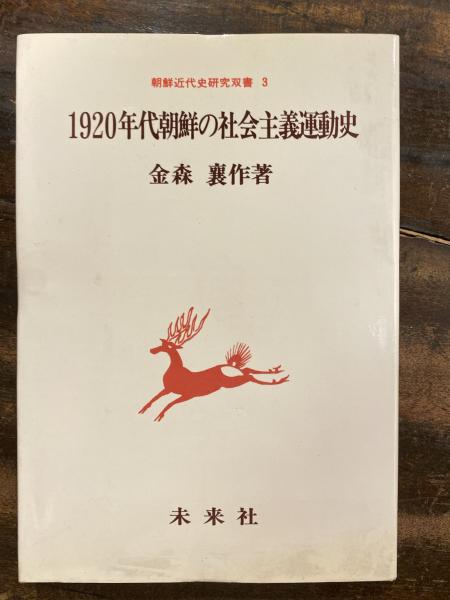 朝鮮近代史研究双書 3
1920年代朝鮮の社会主義運動史
金森 襄作著
未来社